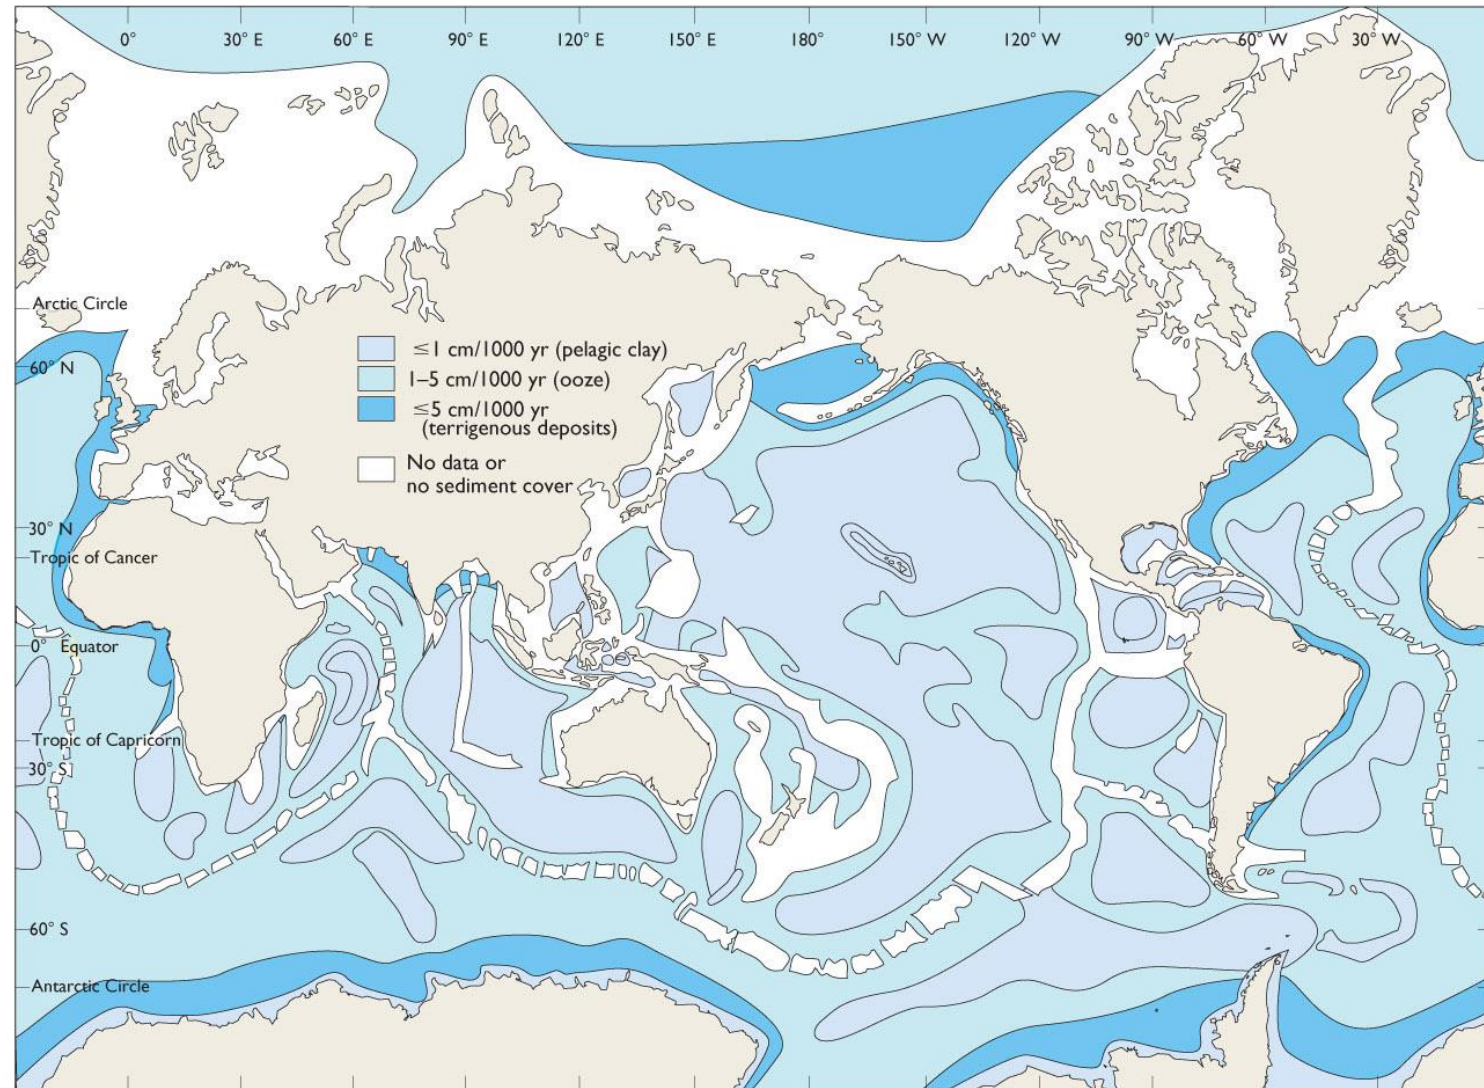 0° 30° E 60° E 90° E 120° E 150° E 180° 150° W 120° W 90° W 60° W 30° W
Arctic Circle
≤1 cm/1000 yr (pelagic clay)
60° N
1–5 cm/1000 yr (ooze)
≤5 cm/1000 yr
(terrigenous deposits)
No data or
no sediment cover
30° N
Tropic of Cancer
0° Equator
Tropic of Capricorn
30° S
60° S
Antarctic Circle